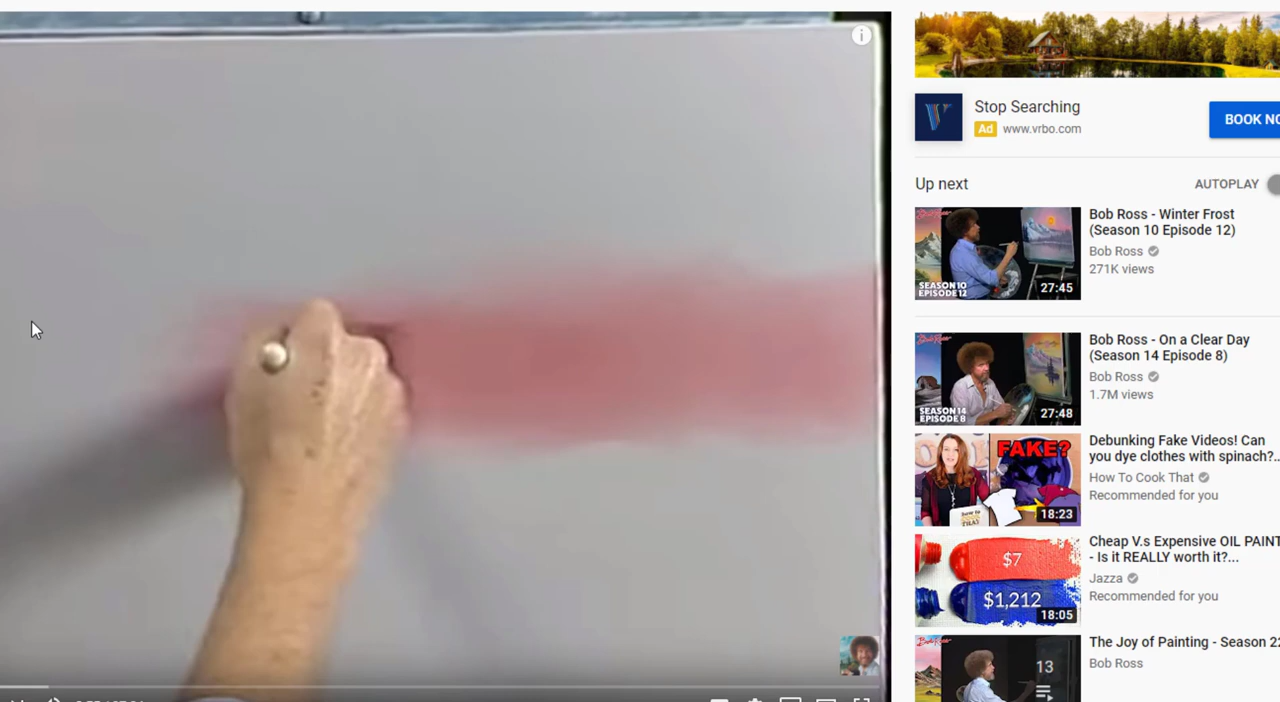 Stop Searching
Ad www.vrbo.com
BOOK NO
Up next
AUTOPLAY
SEASON 10
EPISODE 12
27:45
Bob Ross - Winter Frost
(Season 10 Episode 12)
Bob Ross
271K views
SEASON 14
EPISODE 8
27:48
Bob Ross - On a Clear Day
(Season 14 Episode 8)
Bob Ross
1.7M views
FAKE?
18:23
Debunking Fake Videos! Can
you dye clothes with spinach?...
How To Cook That
Recommended for you
$7
$1,212
18:05
Cheap V.s Expensive OIL PAINT
- Is it REALLY worth it?...
Jazza
Recommended for you
13
The Joy of Painting - Season 22
Bob Ross